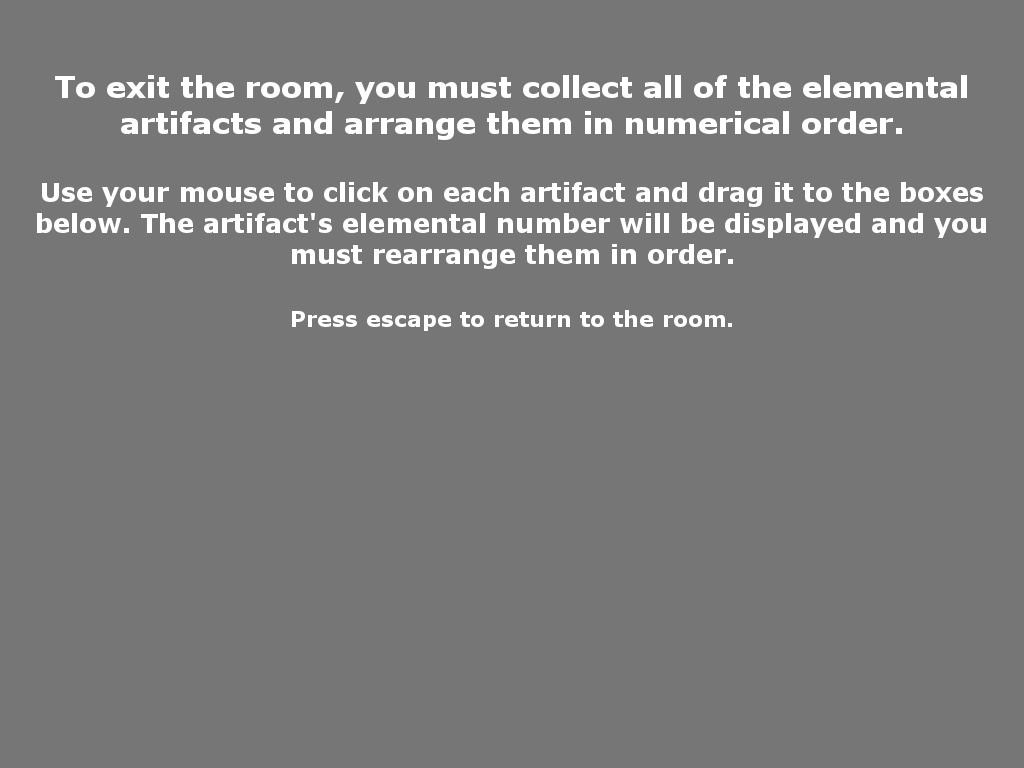 To exit the room, you must collect all of the elemental
artifacts and arrange them in numerical order.
Use your mouse to click on each artifact and drag it to the boxes
below. The artifact's elemental number will be displayed and you
must rearrange them in order.
Press escape to return to the room.